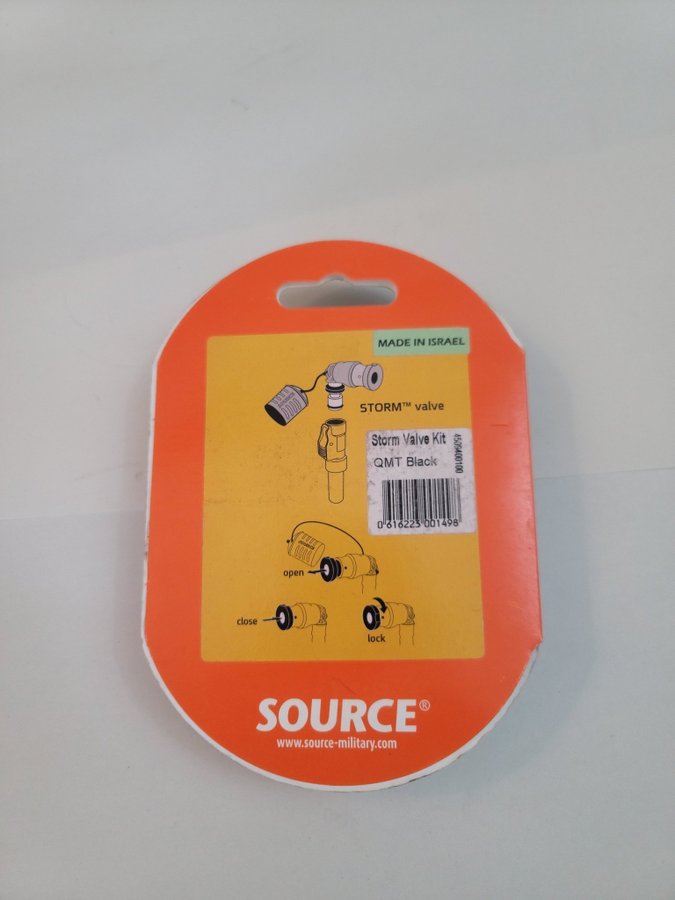 MADE IN ISRAEL
STORM™ valve
Storm Valve Kit
QMT Black
4509400100
0 616223 001498
open
close
lock
SOURCE®
www.source-military.com